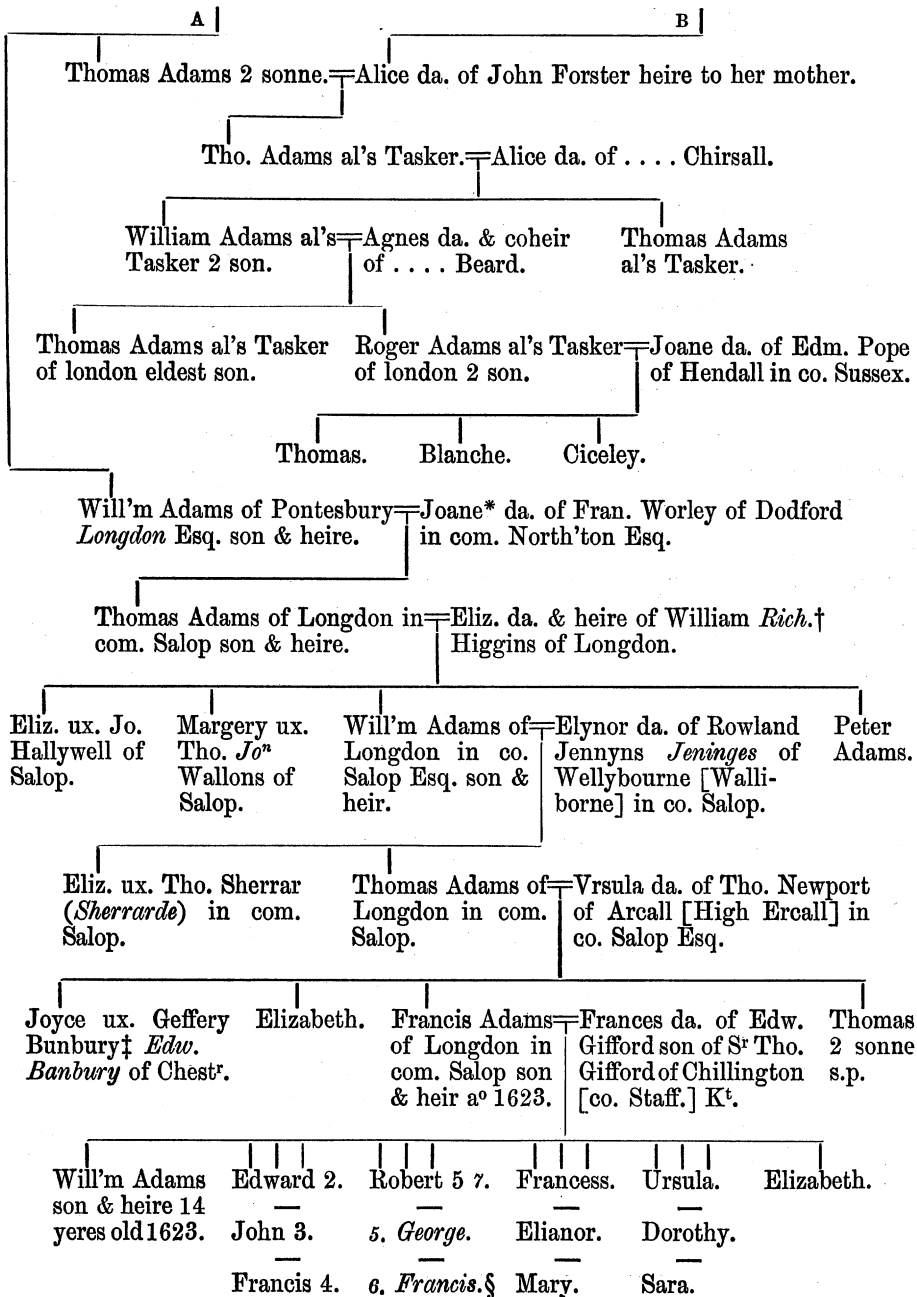 A B
Thomas Adams 2 sonne.=Alice da. of John Forster heire to her mother.
Tho. Adams al's Tasker.=Alice da. of . . . . Chirsall.
William Adams al's=Agnes da. & coheir Thomas Adams
Tasker 2 son. of . . . . Beard. al's Tasker.
Thomas Adams al's Tasker Roger Adams al's Tasker=Joane da. of Edm. Pope
of london eldest son. of london 2 son. of Hendall in co. Sussex.
Thomas. Blanche. Ciceley.
Will'm Adams of Pontesbury=Joane* da. of Fran. Worley of Dodford
Longdon Esq. son & heire. in com. North'ton Esq.
Thomas Adams of Longdon in=Eliz. da. & heire of William Rich.†
com. Salop son & heire. Higgins of Longdon.
Eliz. ux. Jo. Margery ux. Will'm Adams of=Elynor da. of Rowland Peter
Hallywell of Tho. Joⁿ Longdon in co. Jennyns Jeninges of Adams.
Salop. Wallons of Salop Esq. son & Wellybourne [Walli-
Salop. heir. borne] in co. Salop.
Eliz. ux. Tho. Sherrar Thomas Adams of=Vrsula da. of Tho. Newport
(Sherrarde) in com. Longdon in com. of Arcall [High Ercall] in
Salop. Salop. co. Salop Esq.
Joyce ux. Geffery Elizabeth. Francis Adams=Frances da. of Edw. Thomas
Bunbury‡ Edw. of Longdon in Gifford son of Sʳ Tho. 2 sonne
Banbury of Chestʳ. com. Salop son Gifford of Chillington s.p.
& heir aº 1623. [co. Staff.] Kᵗ.
Will'm Adams Edward 2. Robert 5 7. Francess. Ursula. Elizabeth.
son & heire 14
yeres old 1623. John 3. 5. George. Elianor. Dorothy.
Francis 4. 6. Francis.§ Mary. Sara.